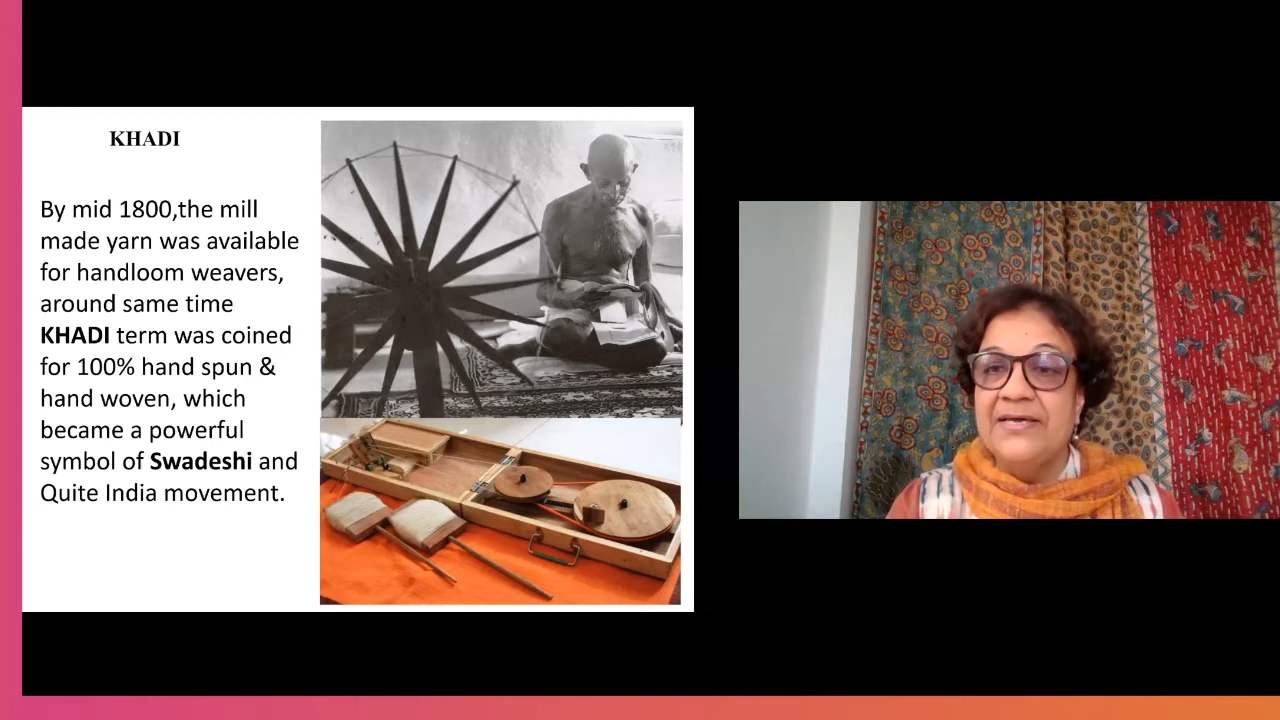 KHADI
By mid 1800,the mill
made yarn was available
for handloom weavers,
around same time
KHADI term was coined
for 100% hand spun &
hand woven, which
became a powerful
symbol of Swadeshi and
Quite India movement.